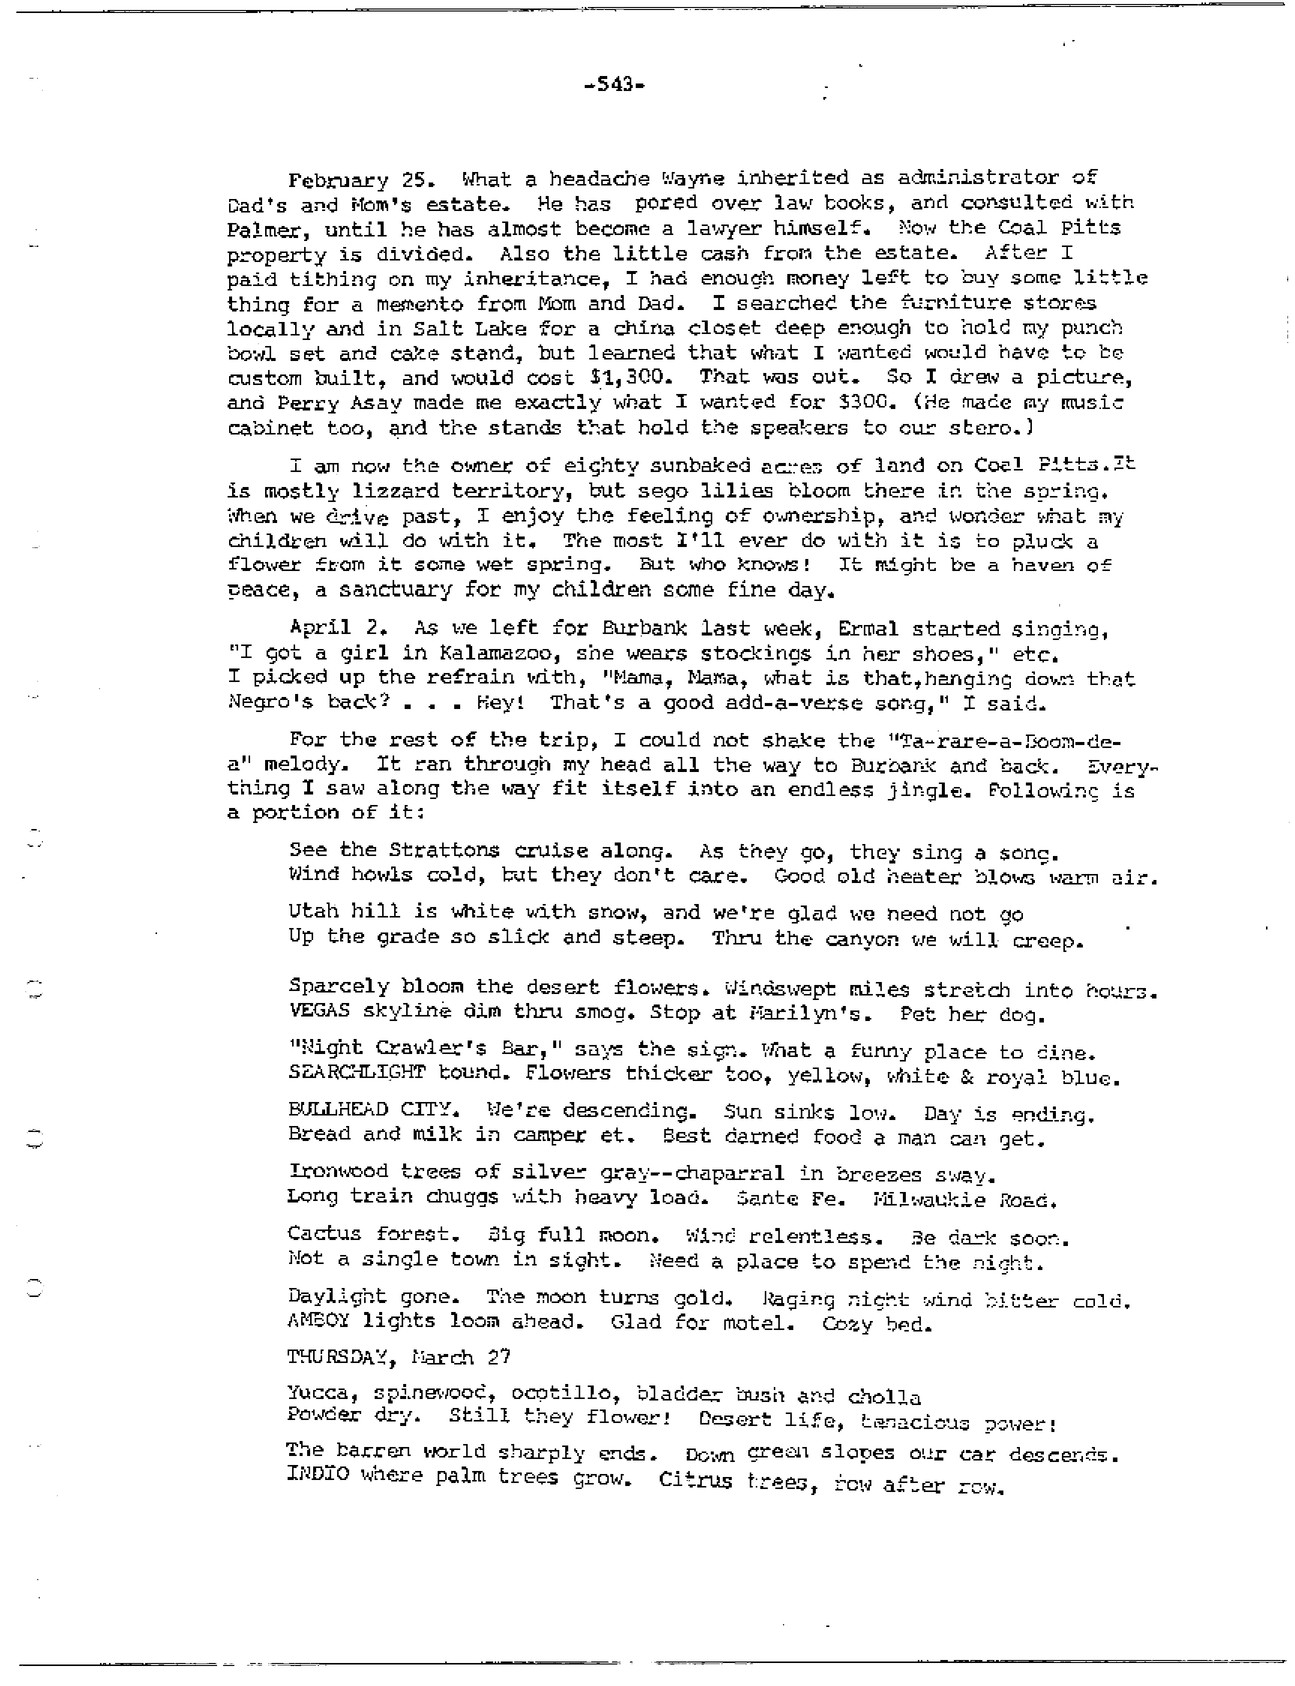 -543-
February 25. What a headache Wayne inherited as administrator of
Dad's and Mom's estate. He has pored over law books, and consulted with
Palmer, until he has almost become a lawyer himself. Now the Coal Pitts
property is divided. Also the little cash from the estate. After I
paid tithing on my inheritance, I had enough money left to buy some little
thing for a memento from Mom and Dad. I searched the furniture stores
locally and in Salt Lake for a china closet deep enough to hold my punch
bowl set and cake stand, but learned that what I wanted would have to be
custom built, and would cost $1,300. That was out. So I drew a picture,
and Perry Asay made me exactly what I wanted for $300. (He made my music
cabinet too, and the stands that hold the speakers to our stero.)
I am now the owner of eighty sunbaked acres of land on Coal Pitts.It
is mostly lizzard territory, but sego lilies bloom there in the spring.
When we drive past, I enjoy the feeling of ownership, and wonder what my
children will do with it. The most I'll ever do with it is to pluck a
flower from it some wet spring. But who knows! It might be a haven of
peace, a sanctuary for my children some fine day.
April 2. As we left for Burbank last week, Ermal started singing,
"I got a girl in Kalamazoo, she wears stockings in her shoes," etc.
I picked up the refrain with, "Mama, Mama, what is that,hanging down that
Negro's back? . . . Hey! That's a good add-a-verse song," I said.
For the rest of the trip, I could not shake the "Ta-rare-a-Boom-de-
a" melody. It ran through my head all the way to Burbank and back. Every-
thing I saw along the way fit itself into an endless jingle. Following is
a portion of it:
See the Strattons cruise along. As they go, they sing a song.
Wind howls cold, but they don't care. Good old heater blows warm air.
Utah hill is white with snow, and we're glad we need not go
Up the grade so slick and steep. Thru the canyon we will creep.
Sparcely bloom the desert flowers. Windswept miles stretch into hours.
VEGAS skyline dim thru smog. Stop at Marilyn's. Pet her dog.
"Night Crawler's Bar," says the sign. What a funny place to dine.
SEARCHLIGHT bound. Flowers thicker too, yellow, white & royal blue.
BULLHEAD CITY. We're descending. Sun sinks low. Day is ending.
Bread and milk in camper et. Best darned food a man can get.
Ironwood trees of silver gray--chaparral in breezes sway.
Long train chuggs with heavy load. Sante Fe. Milwaukie Road.
Cactus forest. Big full moon. Wind relentless. Be dark soon.
Not a single town in sight. Need a place to spend the night.
Daylight gone. The moon turns gold. Raging night wind bitter cold.
AMBOY lights loom ahead. Glad for motel. Cozy bed.
THURSDAY, March 27
Yucca, spinewood, ocotillo, bladder bush and cholla
Powder dry. Still they flower! Desert life, tenacious power!
The barren world sharply ends. Down green slopes our car descends.
INDIO where palm trees grow. Citrus trees, row after row.